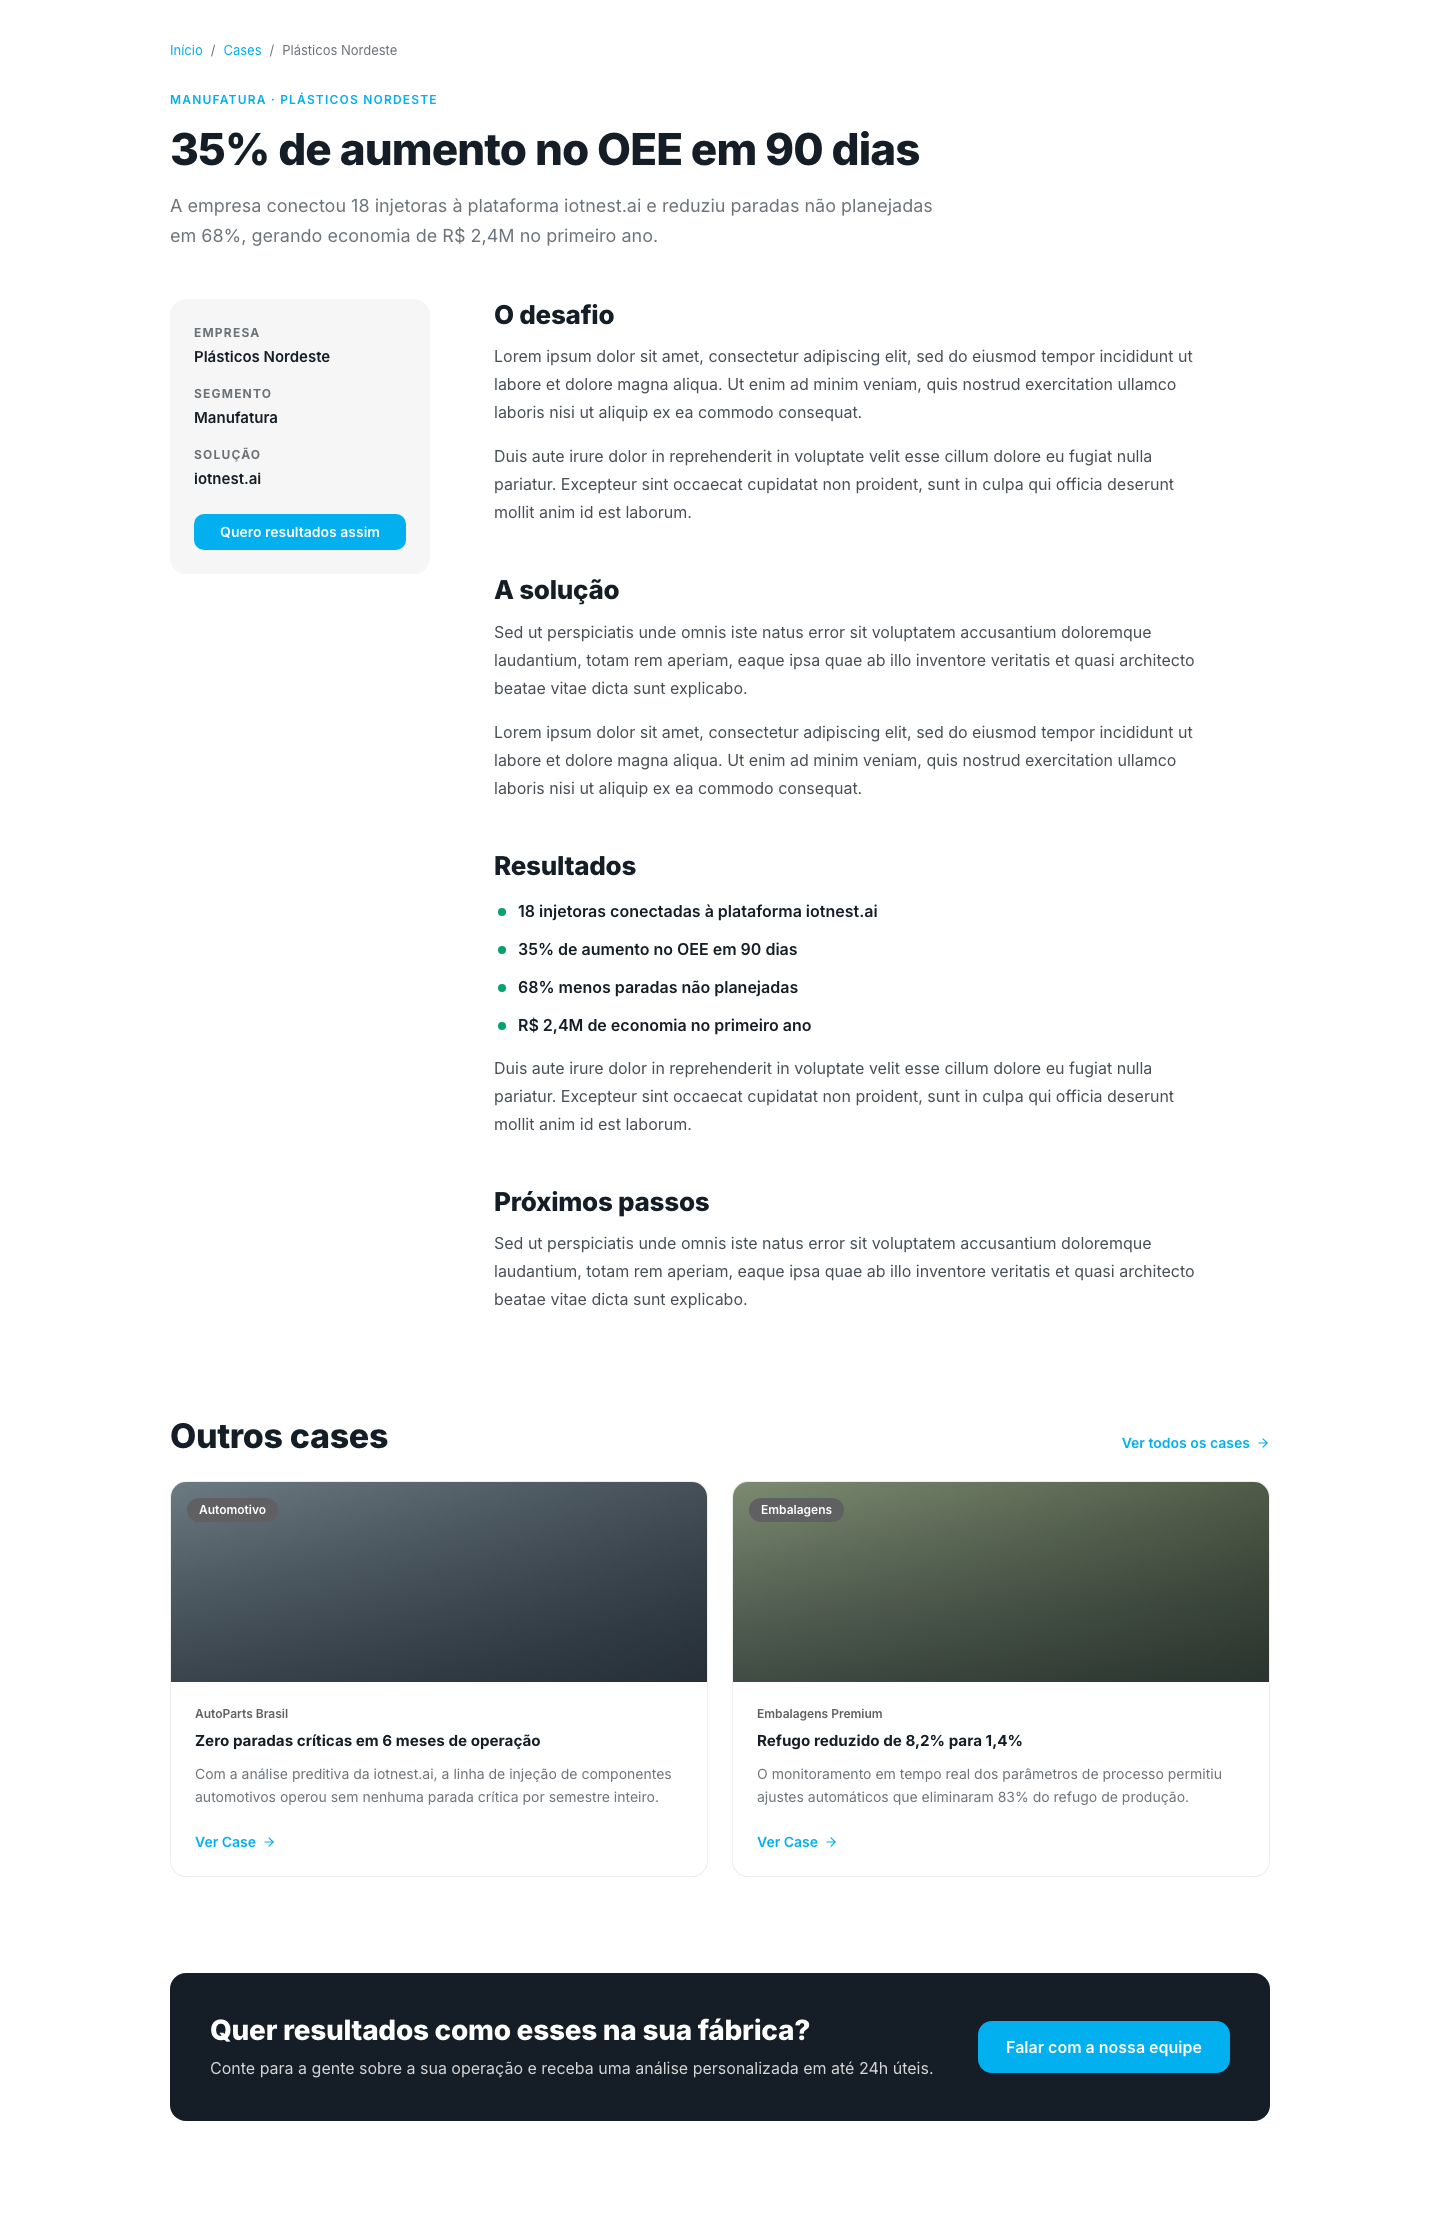 Início / Cases / Plásticos Nordeste
MANUFATURA · PLÁSTICOS NORDESTE
35% de aumento no OEE em 90 dias
A empresa conectou 18 injetoras à plataforma iotnest.ai e reduziu paradas não planejadas
em 68%, gerando economia de R$ 2,4M no primeiro ano.
EMPRESA
Plásticos Nordeste
SEGMENTO
Manufatura
SOLUÇÃO
iotnest.ai
Quero resultados assim
O desafio
Lorem ipsum dolor sit amet, consectetur adipiscing elit, sed do eiusmod tempor incididunt ut
labore et dolore magna aliqua. Ut enim ad minim veniam, quis nostrud exercitation ullamco
laboris nisi ut aliquip ex ea commodo consequat.
Duis aute irure dolor in reprehenderit in voluptate velit esse cillum dolore eu fugiat nulla
pariatur. Excepteur sint occaecat cupidatat non proident, sunt in culpa qui officia deserunt
mollit anim id est laborum.
A solução
Sed ut perspiciatis unde omnis iste natus error sit voluptatem accusantium doloremque
laudantium, totam rem aperiam, eaque ipsa quae ab illo inventore veritatis et quasi architecto
beatae vitae dicta sunt explicabo.
Lorem ipsum dolor sit amet, consectetur adipiscing elit, sed do eiusmod tempor incididunt ut
labore et dolore magna aliqua. Ut enim ad minim veniam, quis nostrud exercitation ullamco
laboris nisi ut aliquip ex ea commodo consequat.
Resultados
18 injetoras conectadas à plataforma iotnest.ai
35% de aumento no OEE em 90 dias
68% menos paradas não planejadas
R$ 2,4M de economia no primeiro ano
Duis aute irure dolor in reprehenderit in voluptate velit esse cillum dolore eu fugiat nulla
pariatur. Excepteur sint occaecat cupidatat non proident, sunt in culpa qui officia deserunt
mollit anim id est laborum.
Próximos passos
Sed ut perspiciatis unde omnis iste natus error sit voluptatem accusantium doloremque
laudantium, totam rem aperiam, eaque ipsa quae ab illo inventore veritatis et quasi architecto
beatae vitae dicta sunt explicabo.
Outros cases
Ver todos os cases →
Automotivo
AutoParts Brasil
Zero paradas críticas em 6 meses de operação
Com a análise preditiva da iotnest.ai, a linha de injeção de componentes
automotivos operou sem nenhuma parada crítica por semestre inteiro.
Ver Case →
Embalagens
Embalagens Premium
Refugo reduzido de 8,2% para 1,4%
O monitoramento em tempo real dos parâmetros de processo permitiu
ajustes automáticos que eliminaram 83% do refugo de produção.
Ver Case →
Quer resultados como esses na sua fábrica?
Conte para a gente sobre a sua operação e receba uma análise personalizada em até 24h úteis.
Falar com a nossa equipe